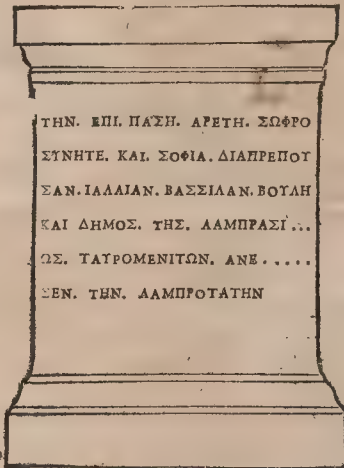 ΤΗΝ. ΕΠΙ. ΠΑΣΗ. ΑΡΕΤΗ. ΣΩΦΡΟ
ΣΥΝΗΤΕ. ΚΑΙ. ΣΟΦΙΑ. ΔΙΑΠΡΕΠΟΥ
ΣΑΝ. ΙΑΛΛΙΑΝ. ΒΑΣΣΙΛΑΝ. ΒΟΥΛΗ
ΚΑΙ ΔΗΜΟΣ. ΤΗΣ. ΛΑΜΠΡΑΣΙ...
ΩΣ. ΤΑΥΡΟΜΕΝΙΤΩΝ. ΑΝΕ.....
ΣΕΝ. ΤΗΝ. ΛΑΜΠΡΟΤΑΤΗΝ